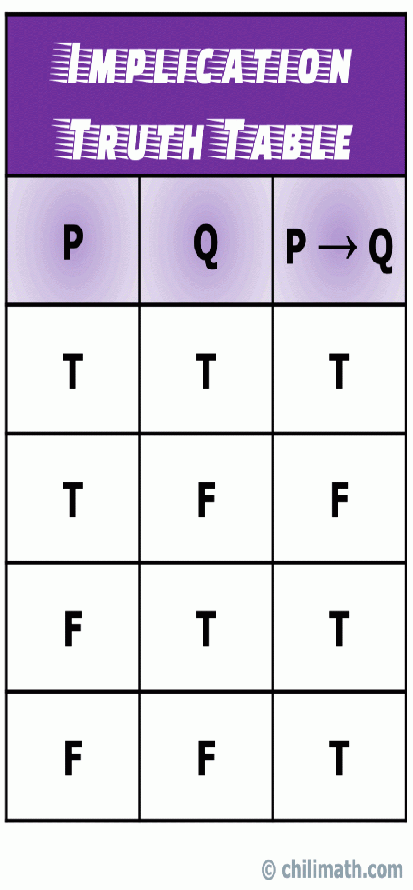 IMPLICATION
TRUTH TABLE
P Q P → Q
T T T
T F F
F T T
F F T
© chilimath.com